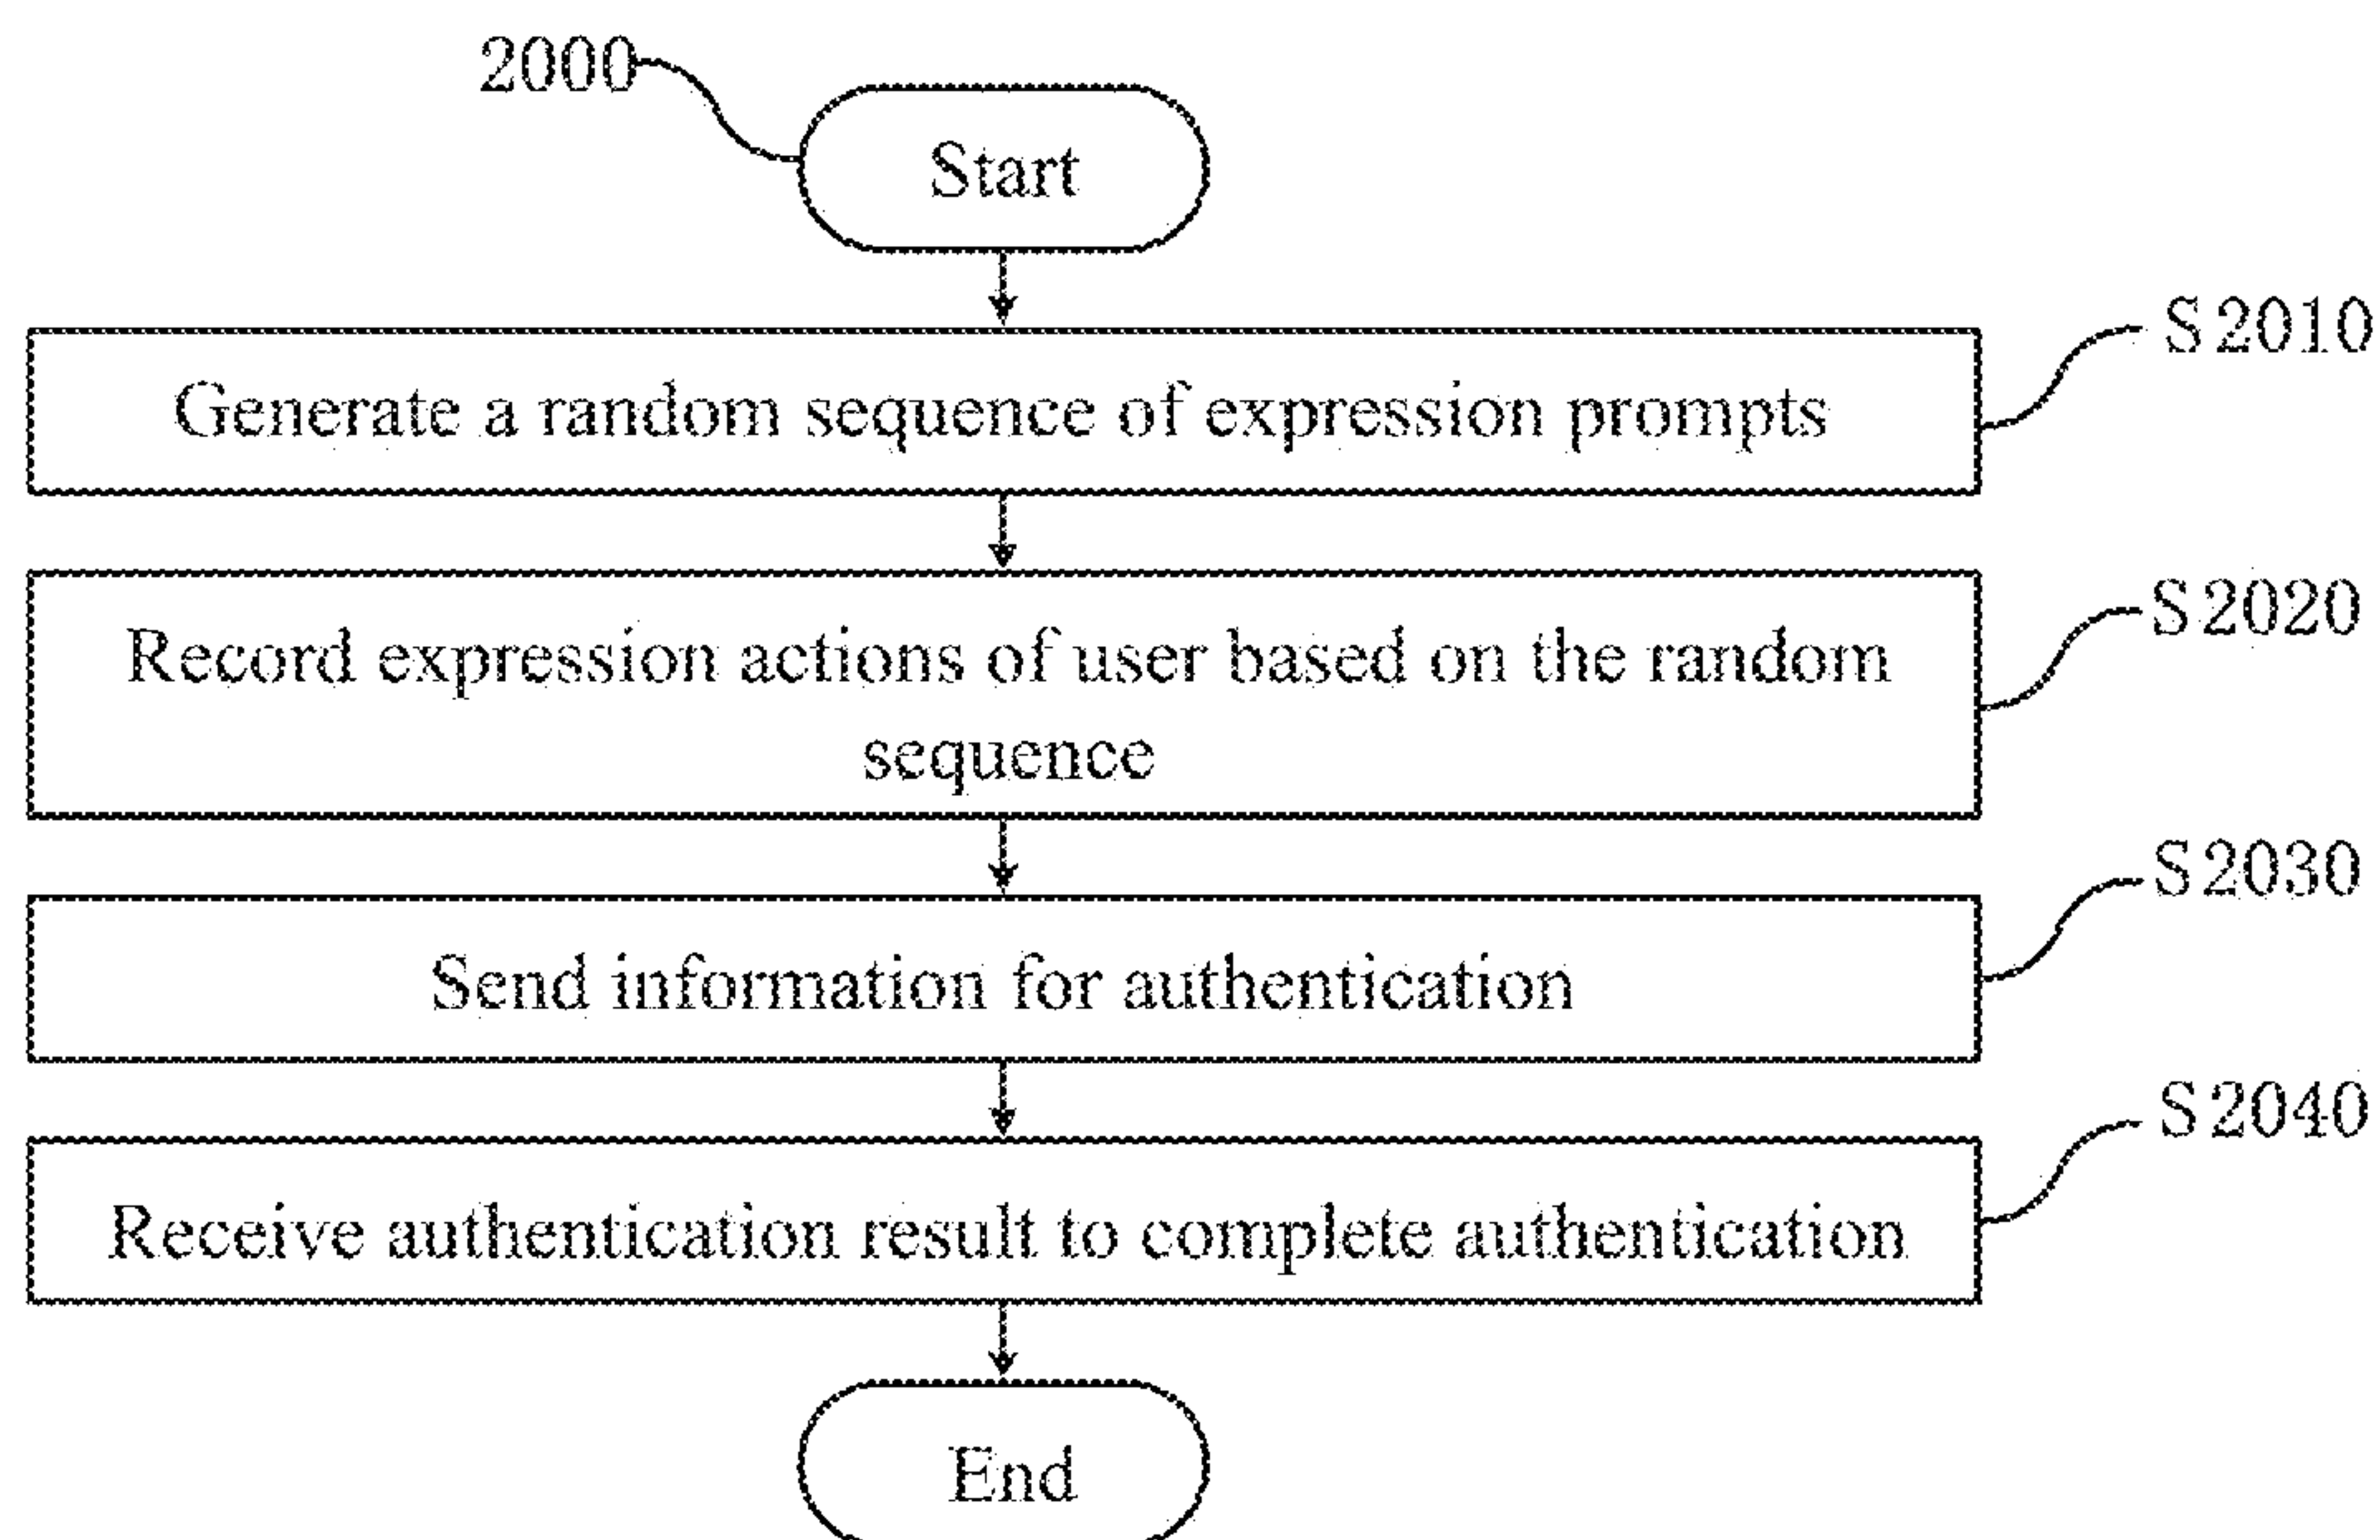 2000
Start
S2010
Generate a random sequence of expression prompts
S2020
Record expression actions of user based on the random
sequence
S2030
Send information for authentication
S2040
Receive authentication result to complete authentication
End